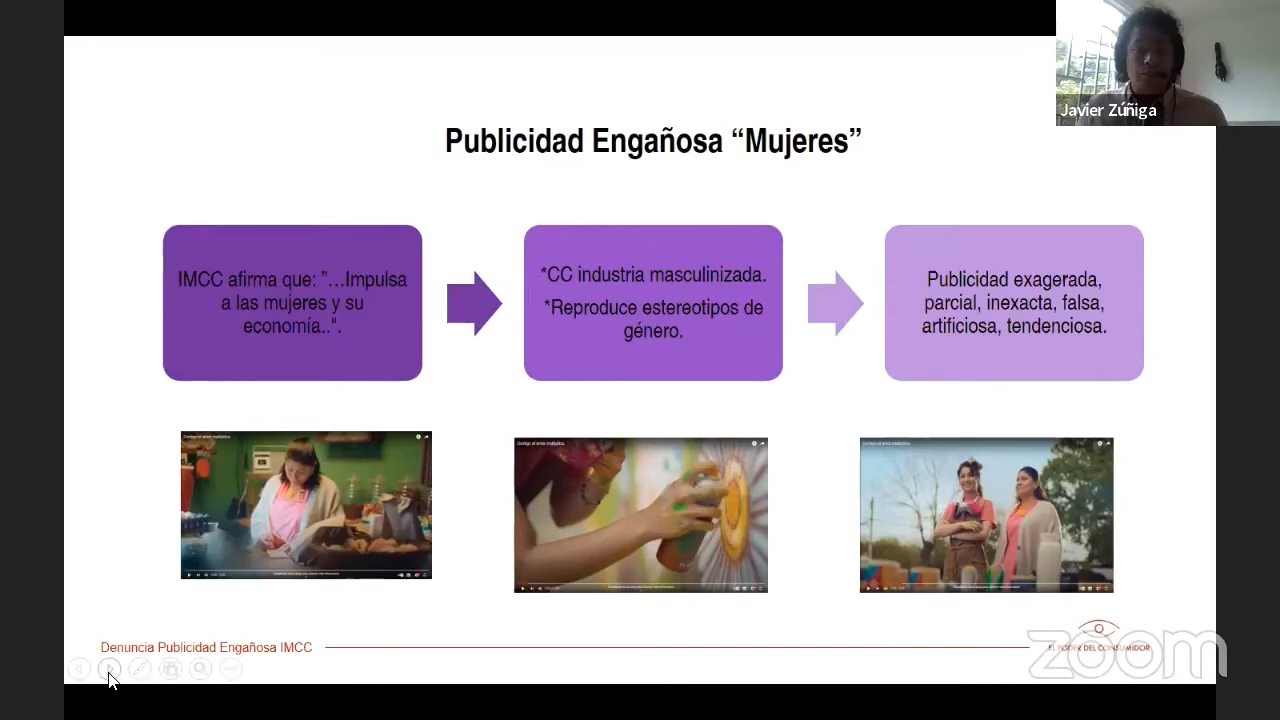 Javier Zúñiga
Publicidad Engañosa “Mujeres”
IMCC afirma que: "...Impulsa
a las mujeres y su
economía..".
*CC industria masculinizada.
*Reproduce estereotipos de
género.
Publicidad exagerada,
parcial, inexacta, falsa,
artificiosa, tendenciosa.
Denuncia Publicidad Engañosa IMCC
EL PODER DEL CONSUMIDOR
zoom